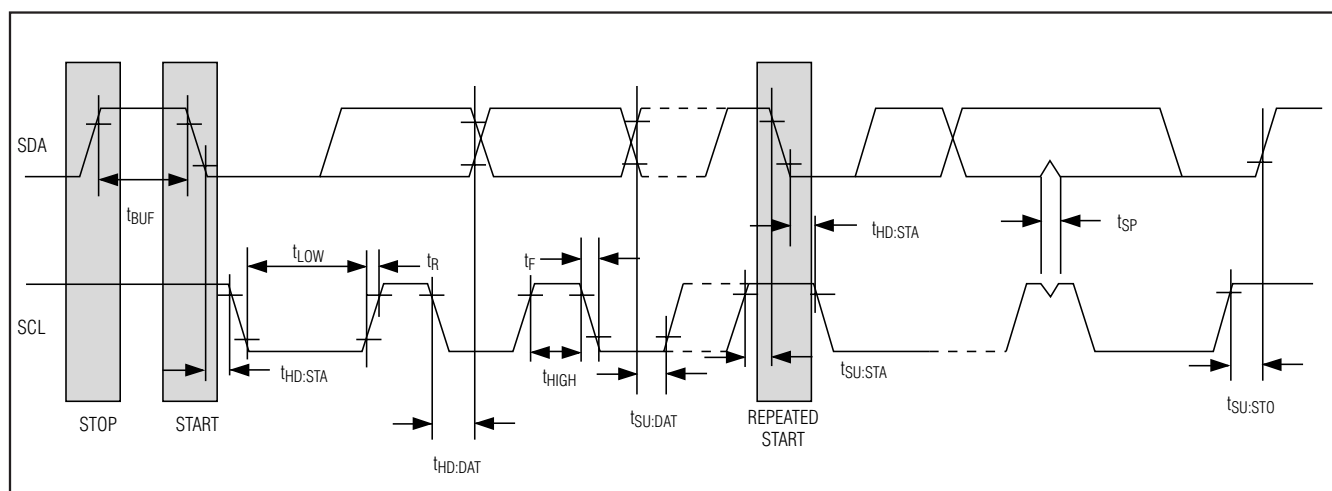 SDA
tBUF
tLOW
tR
tF
tHD:STA
tSP
SCL
tHD:STA
tHIGH
tSU:DAT
tSU:STA
tSU:STO
STOP
START
REPEATED
START
tHD:DAT